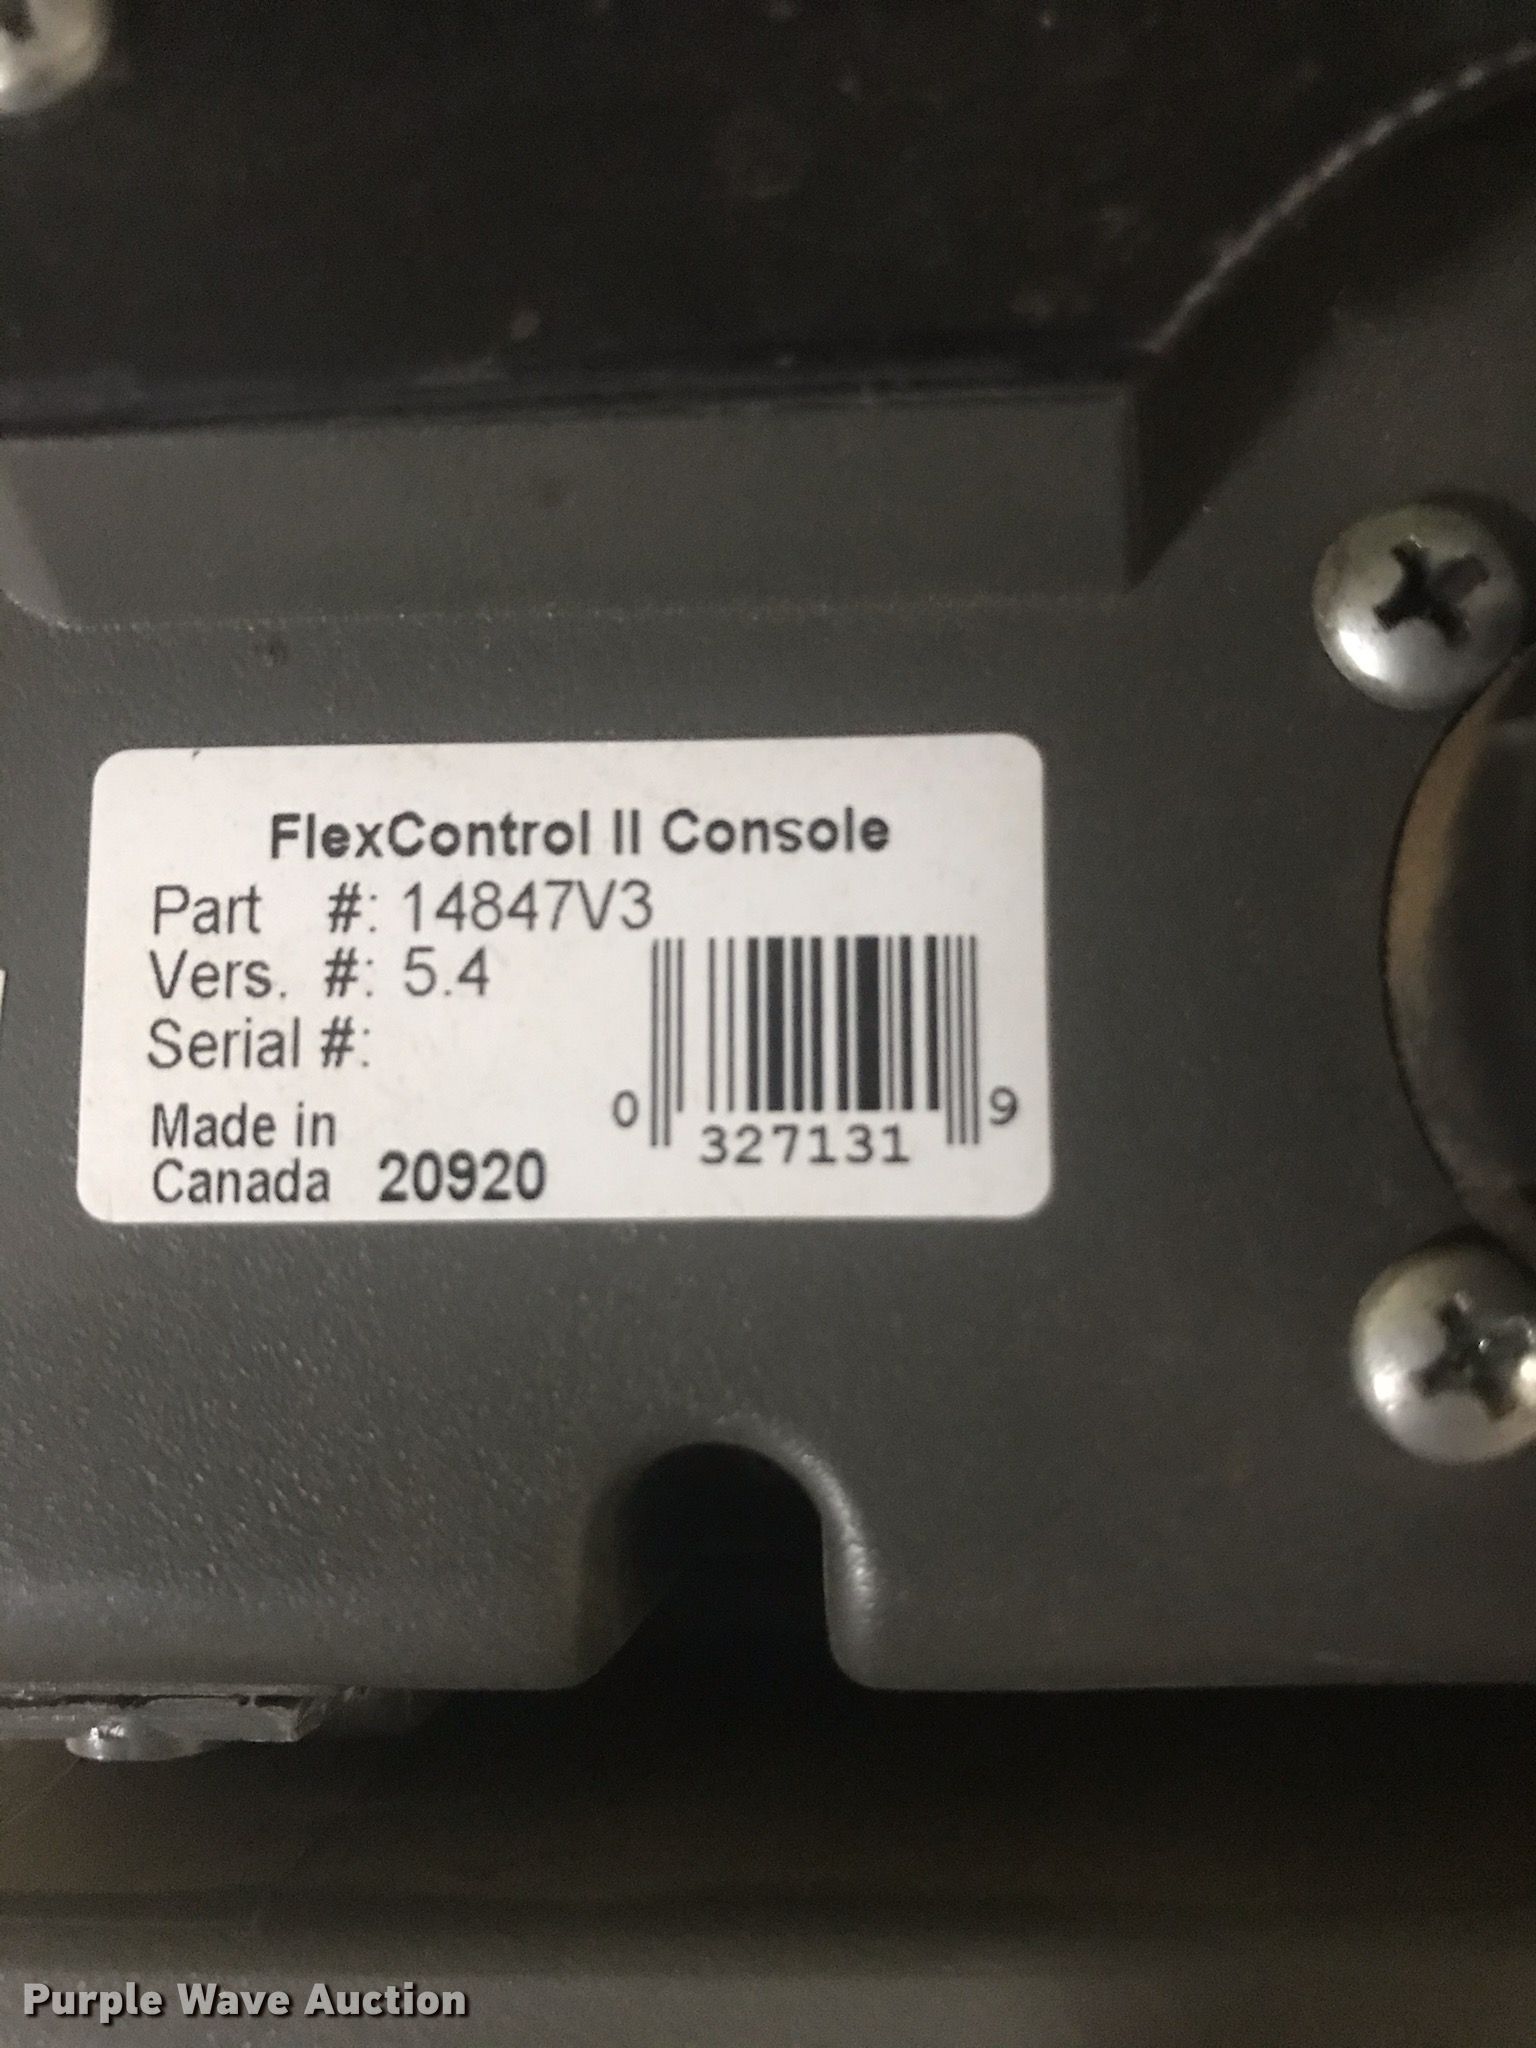 FlexControl II Console
Part #: 14847V3
Vers. #: 5.4
Serial #:
Made in
Canada 20920
0 327131 9
Purple Wave Auction